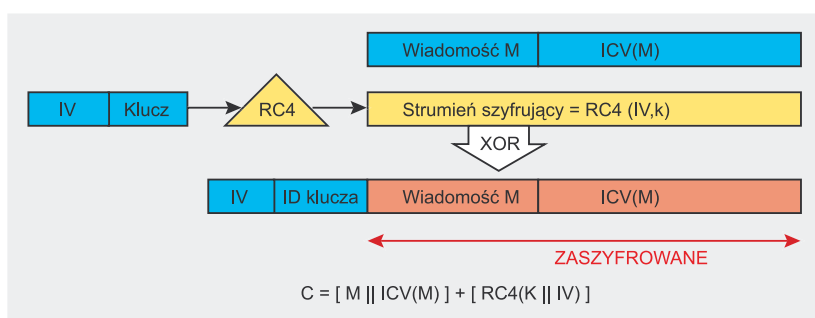 Wiadomość M ICV(M)
IV Klucz RC4 Strumień szyfrujący = RC4 (IV,k)
XOR
IV ID klucza Wiadomość M ICV(M)
ZASZYFROWANE
C = [ M || ICV(M) ] + [ RC4(K || IV) ]